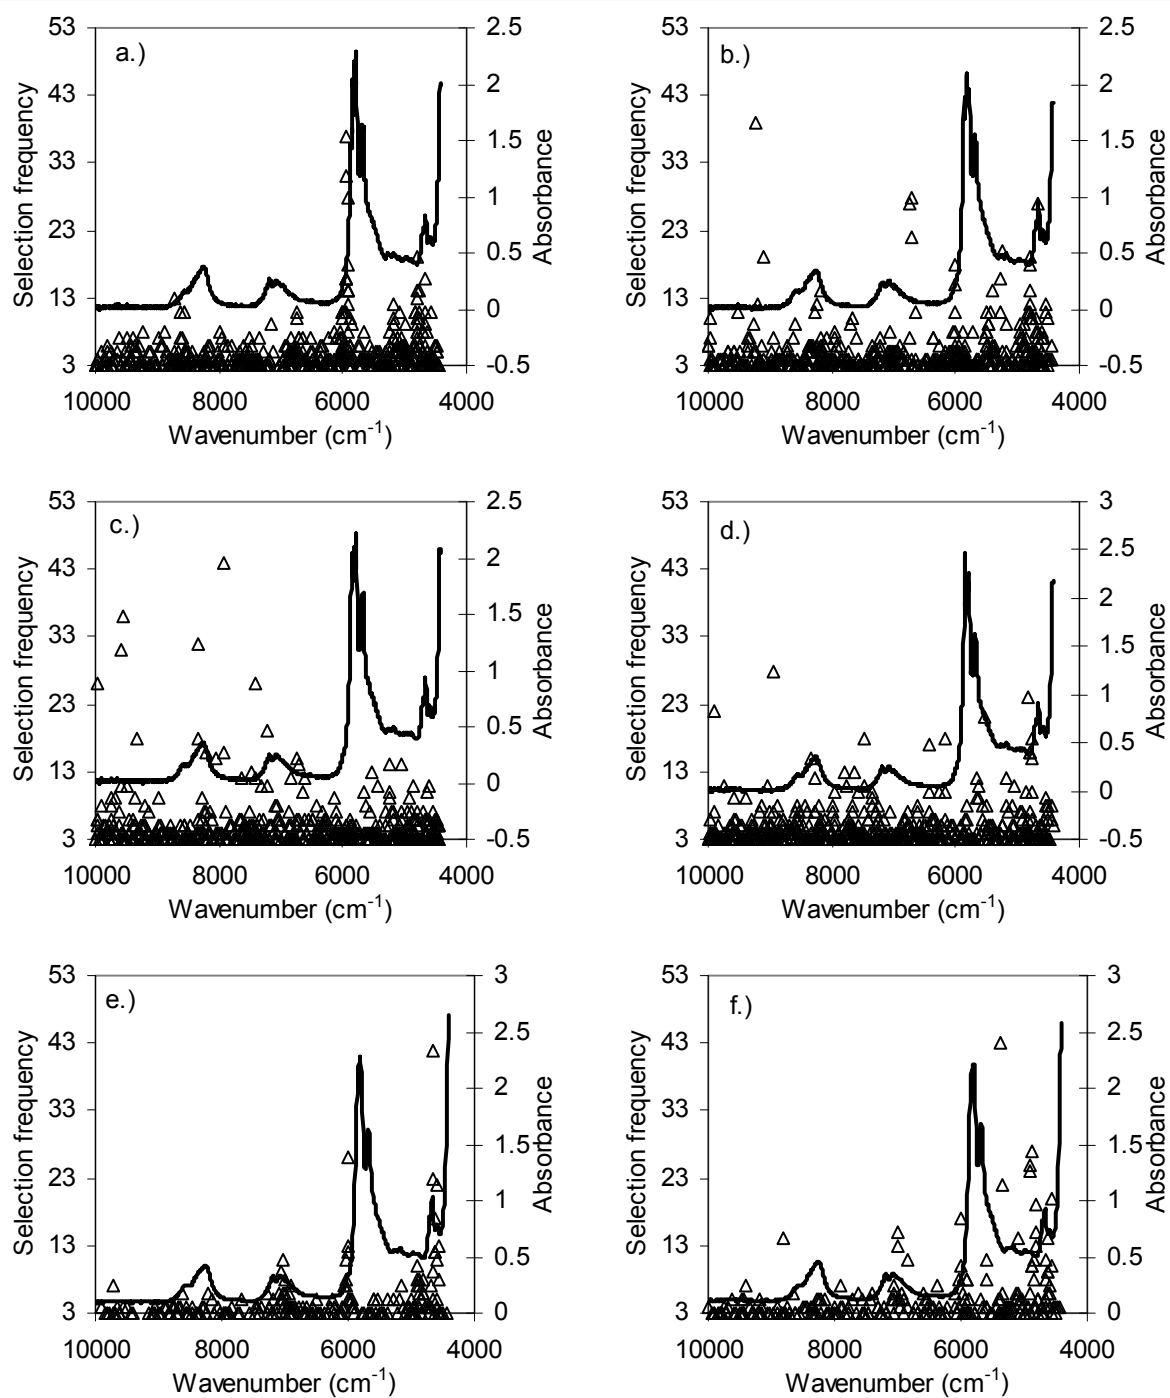 a.)
53
43
33
23
13
3
Selection frequency
2.5
2
1.5
1
0.5
0
-0.5
Absorbance
10000 8000 6000 4000
Wavenumber (cm-1)
b.)
53
43
33
23
13
3
Selection frequency
2.5
2
1.5
1
0.5
0
-0.5
Absorbance
10000 8000 6000 4000
Wavenumber (cm-1)
c.)
53
43
33
23
13
3
Selection frequency
2.5
2
1.5
1
0.5
0
-0.5
Absorbance
10000 8000 6000 4000
Wavenumber (cm-1)
d.)
53
43
33
23
13
3
Selection frequency
3
2.5
2
1.5
1
0.5
0
-0.5
Absorbance
10000 8000 6000 4000
Wavenumber (cm-1)
e.)
53
43
33
23
13
3
Selection frequency
3
2.5
2
1.5
1
0.5
0
Absorbance
10000 8000 6000 4000
Wavenumber (cm-1)
f.)
53
43
33
23
13
3
Selection frequency
3
2.5
2
1.5
1
0.5
0
Absorbance
10000 8000 6000 4000
Wavenumber (cm-1)